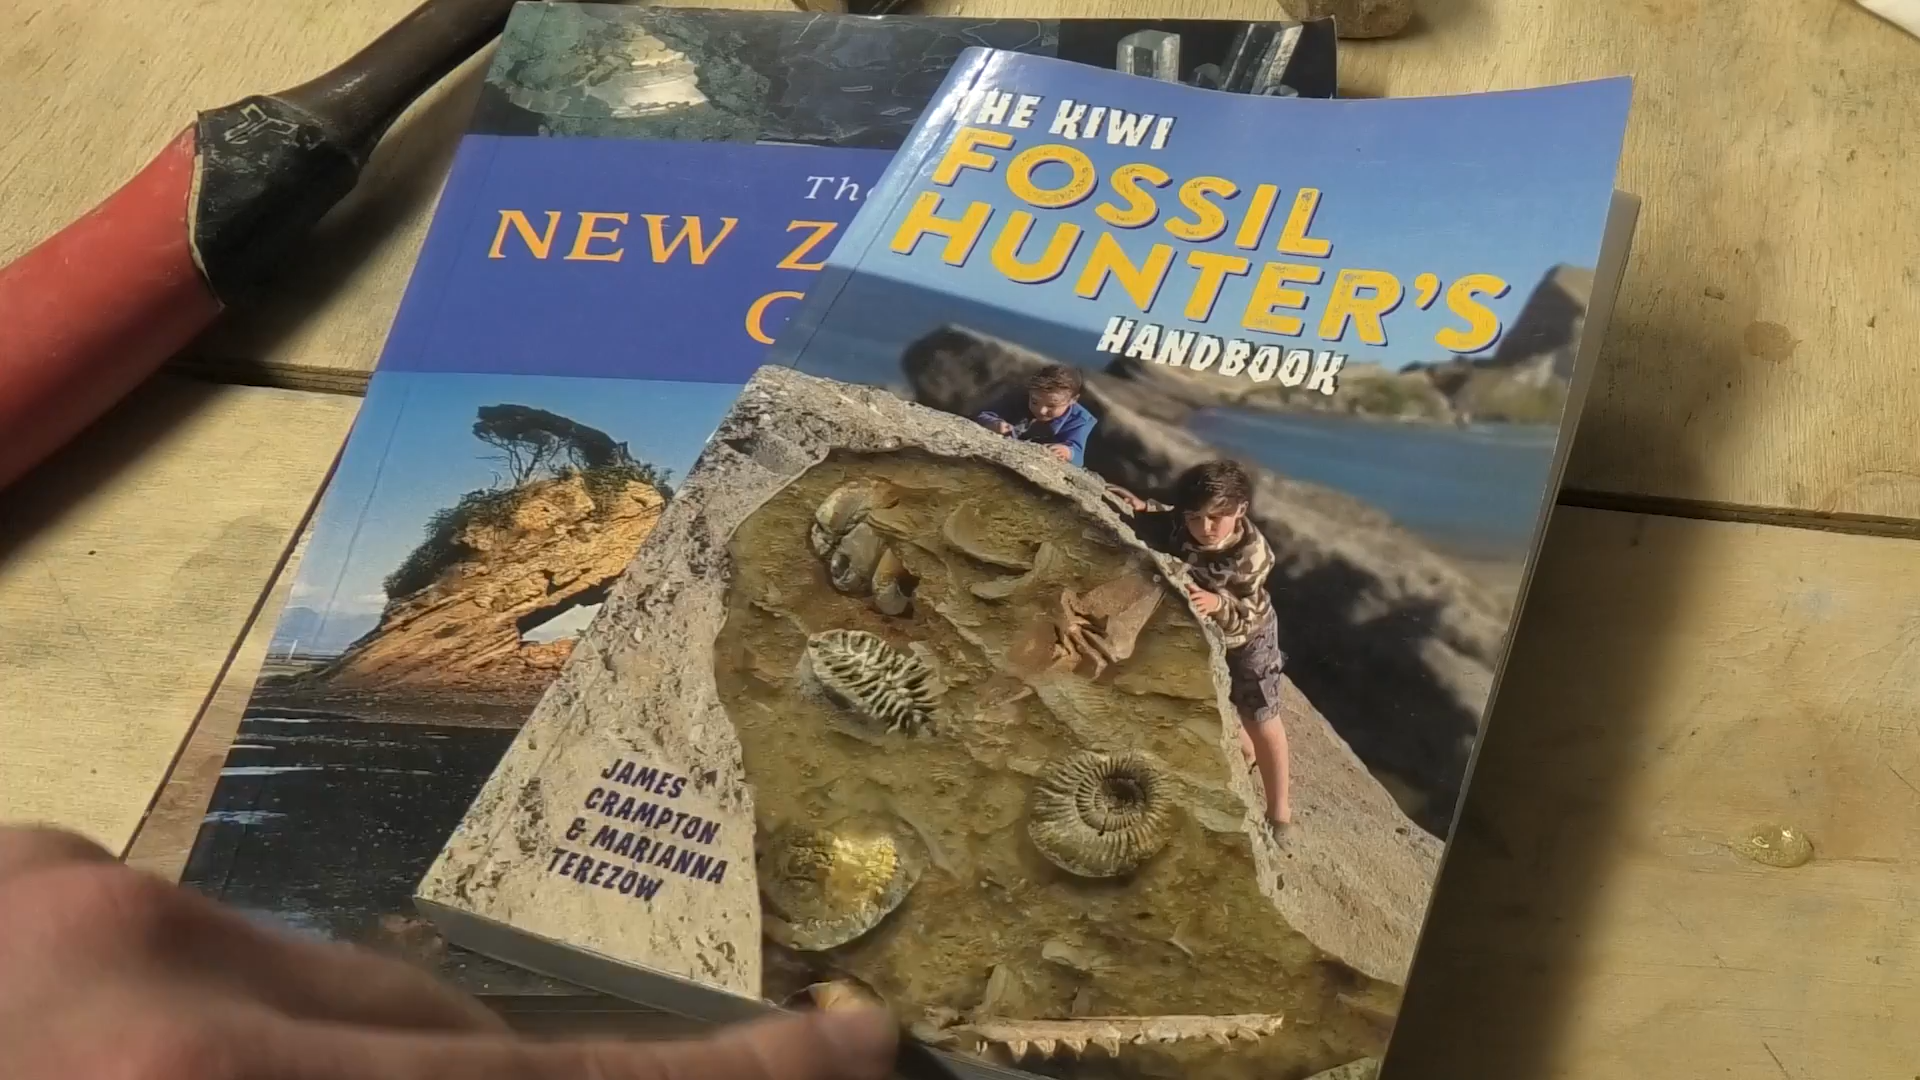 The
NEW Z
G
THE KIWI
FOSSIL
HUNTER'S
HANDBOOK
JAMES
CRAMPTON
& MARIANNA
TEREZOW